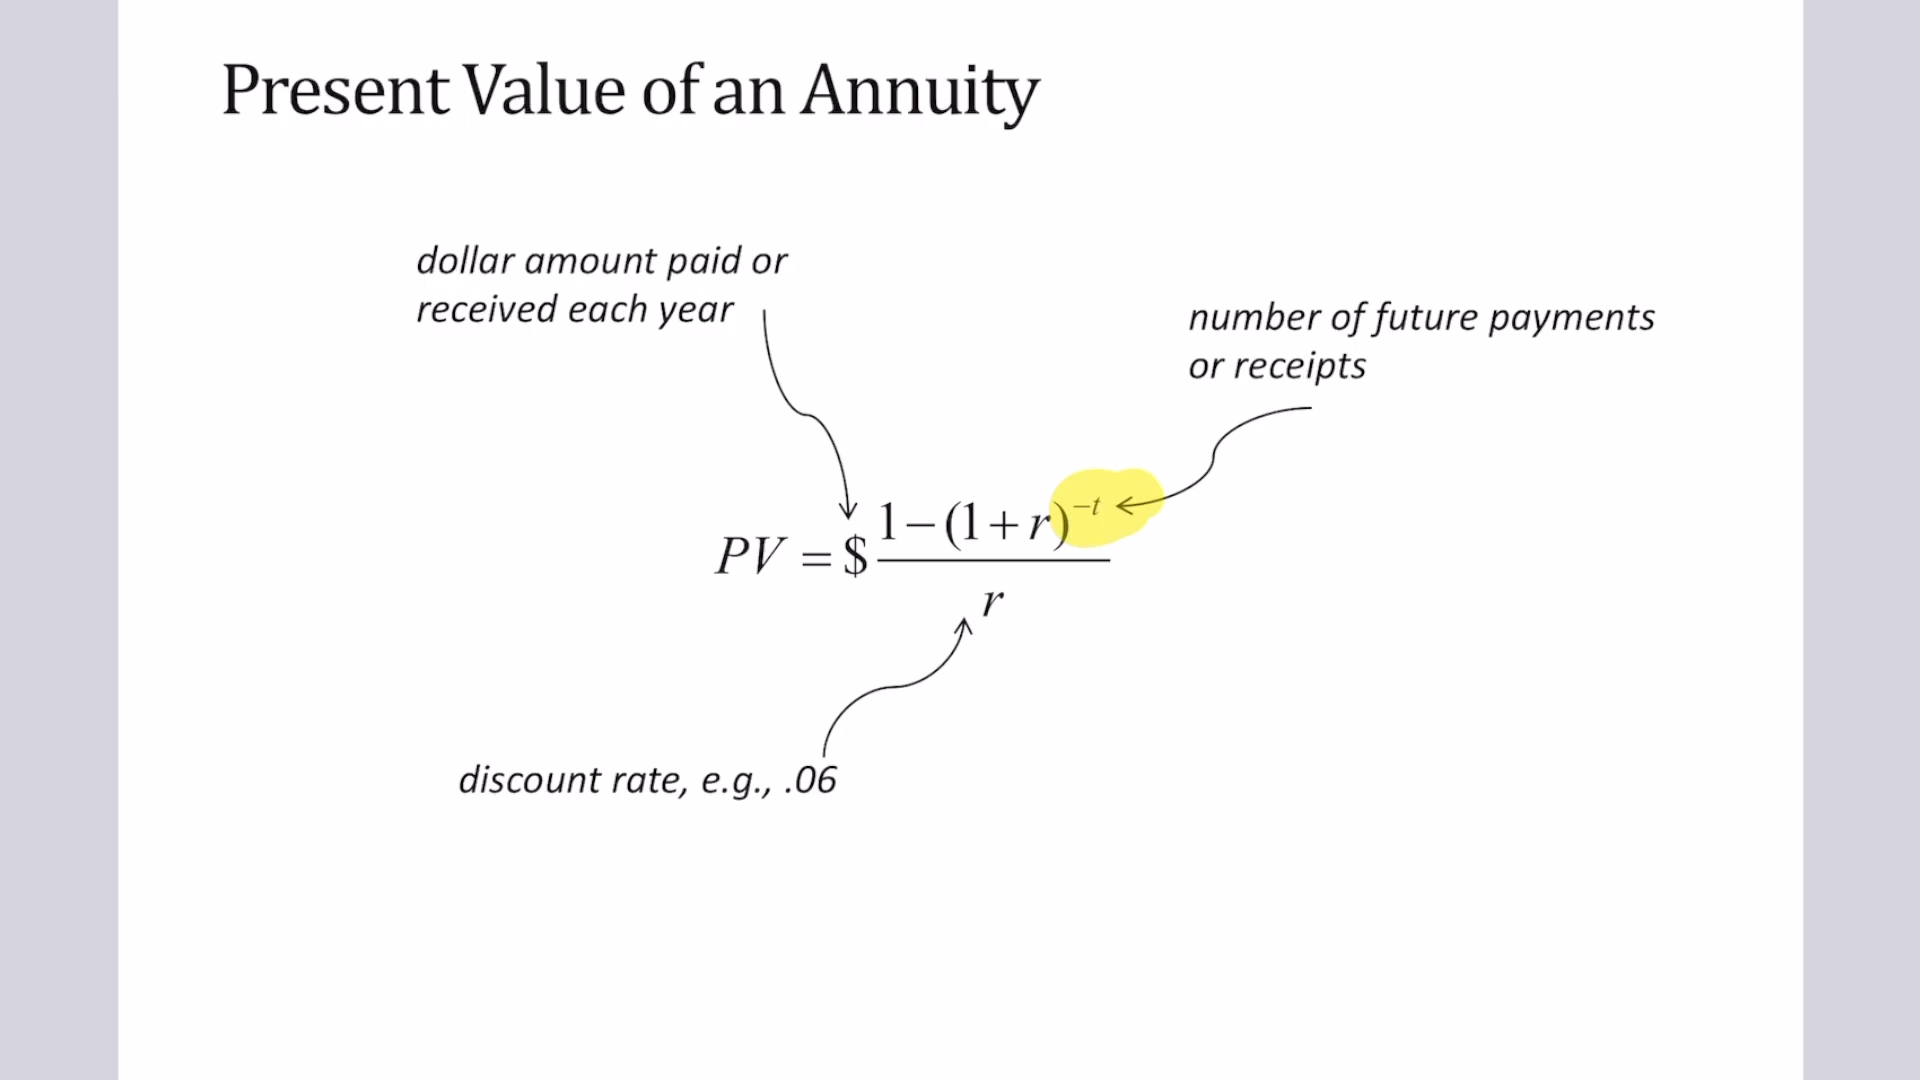 Present Value of an Annuity
dollar amount paid or
received each year
number of future payments
or receipts
PV = $ \frac{1-(1+r)^{-t}}{r}
discount rate, e.g., .06